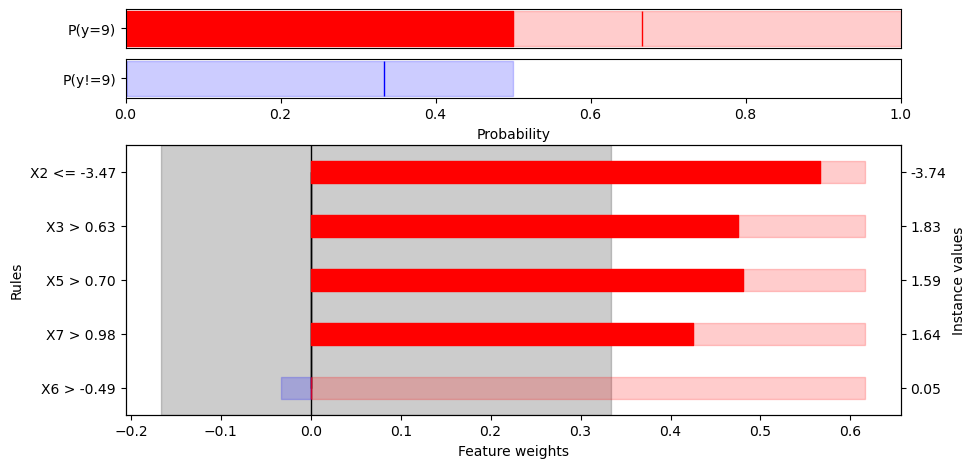 P(y=9)
P(y!=9)
0.0 0.2 0.4 0.6 0.8 1.0
Probability
X2 <= -3.47 -3.74
X3 > 0.63 1.83
X5 > 0.70 1.59
X7 > 0.98 1.64
X6 > -0.49 0.05
Rules
Instance values
−0.2 −0.1 0.0 0.1 0.2 0.3 0.4 0.5 0.6
Feature weights